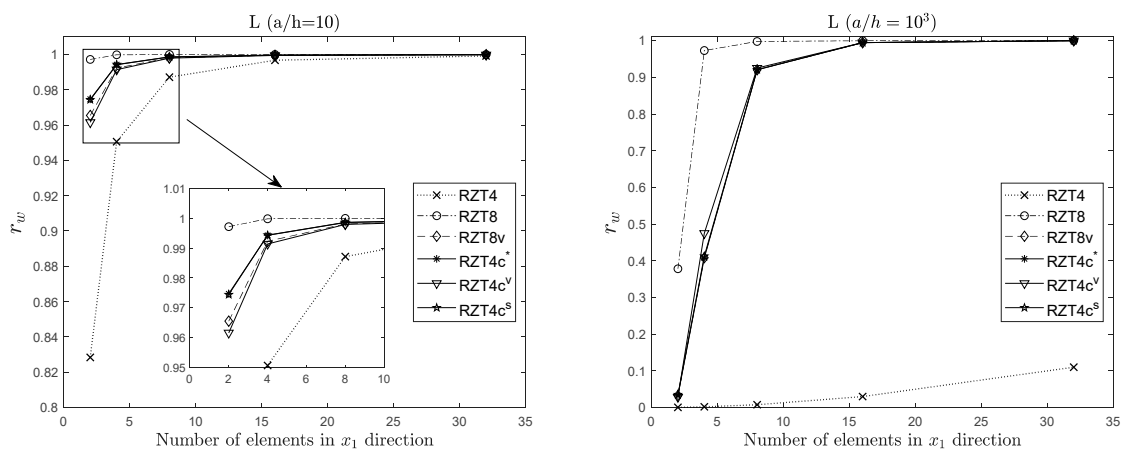 L (a/h=10)
1
0.98
0.96
0.94
0.92
0.9
0.88
0.86
0.84
0.82
0.8
r_w
0 5 10 15 20 25 30 35
Number of elements in x_1 direction
1.01
1
0.99
0.98
0.97
0.96
0.95
0 2 4 6 8 10
RZT4
RZT8
RZT8v
RZT4c^*
RZT4c^v
RZT4c^s
L (a/h = 10^3)
1
0.9
0.8
0.7
0.6
0.5
0.4
0.3
0.2
0.1
0
r_w
0 5 10 15 20 25 30 35
Number of elements in x_1 direction
RZT4
RZT8
RZT8v
RZT4c^*
RZT4c^v
RZT4c^s